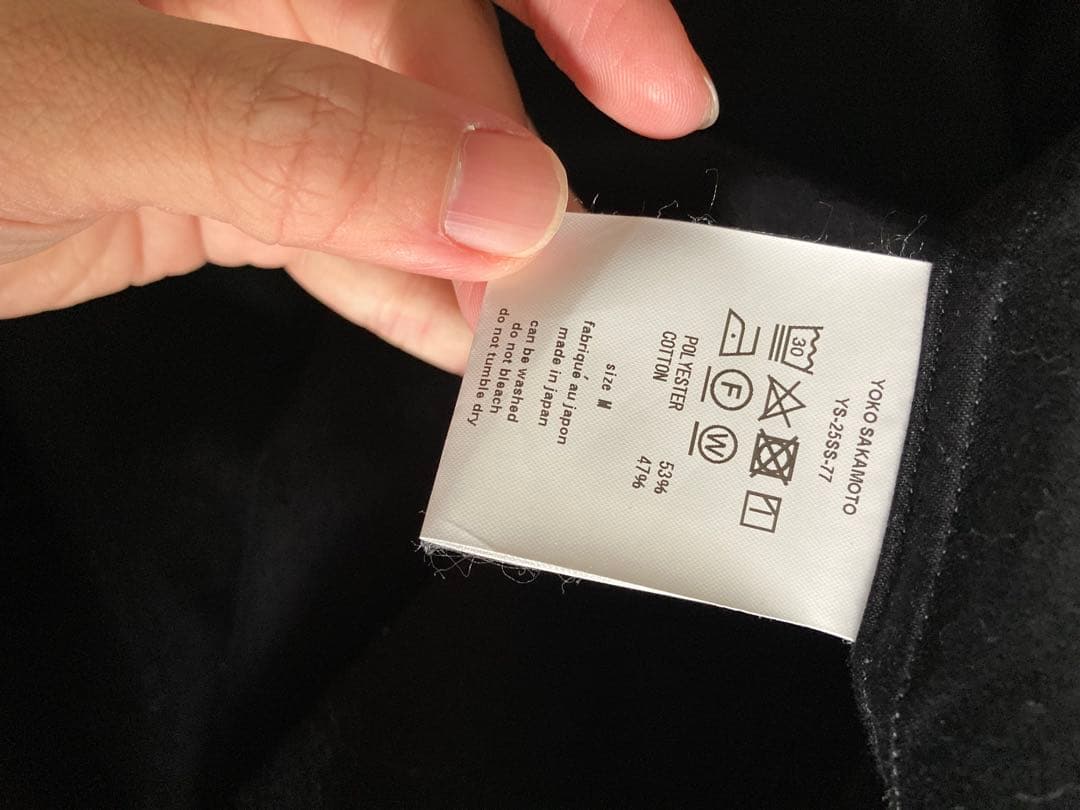 YOKO SAKAMOTO
YS-25SS-77
30
F W
POLYESTER 53%
COTTON 47%
size M
fabriqué au japon
made in japan
can be washed
do not bleach
do not tumble dry